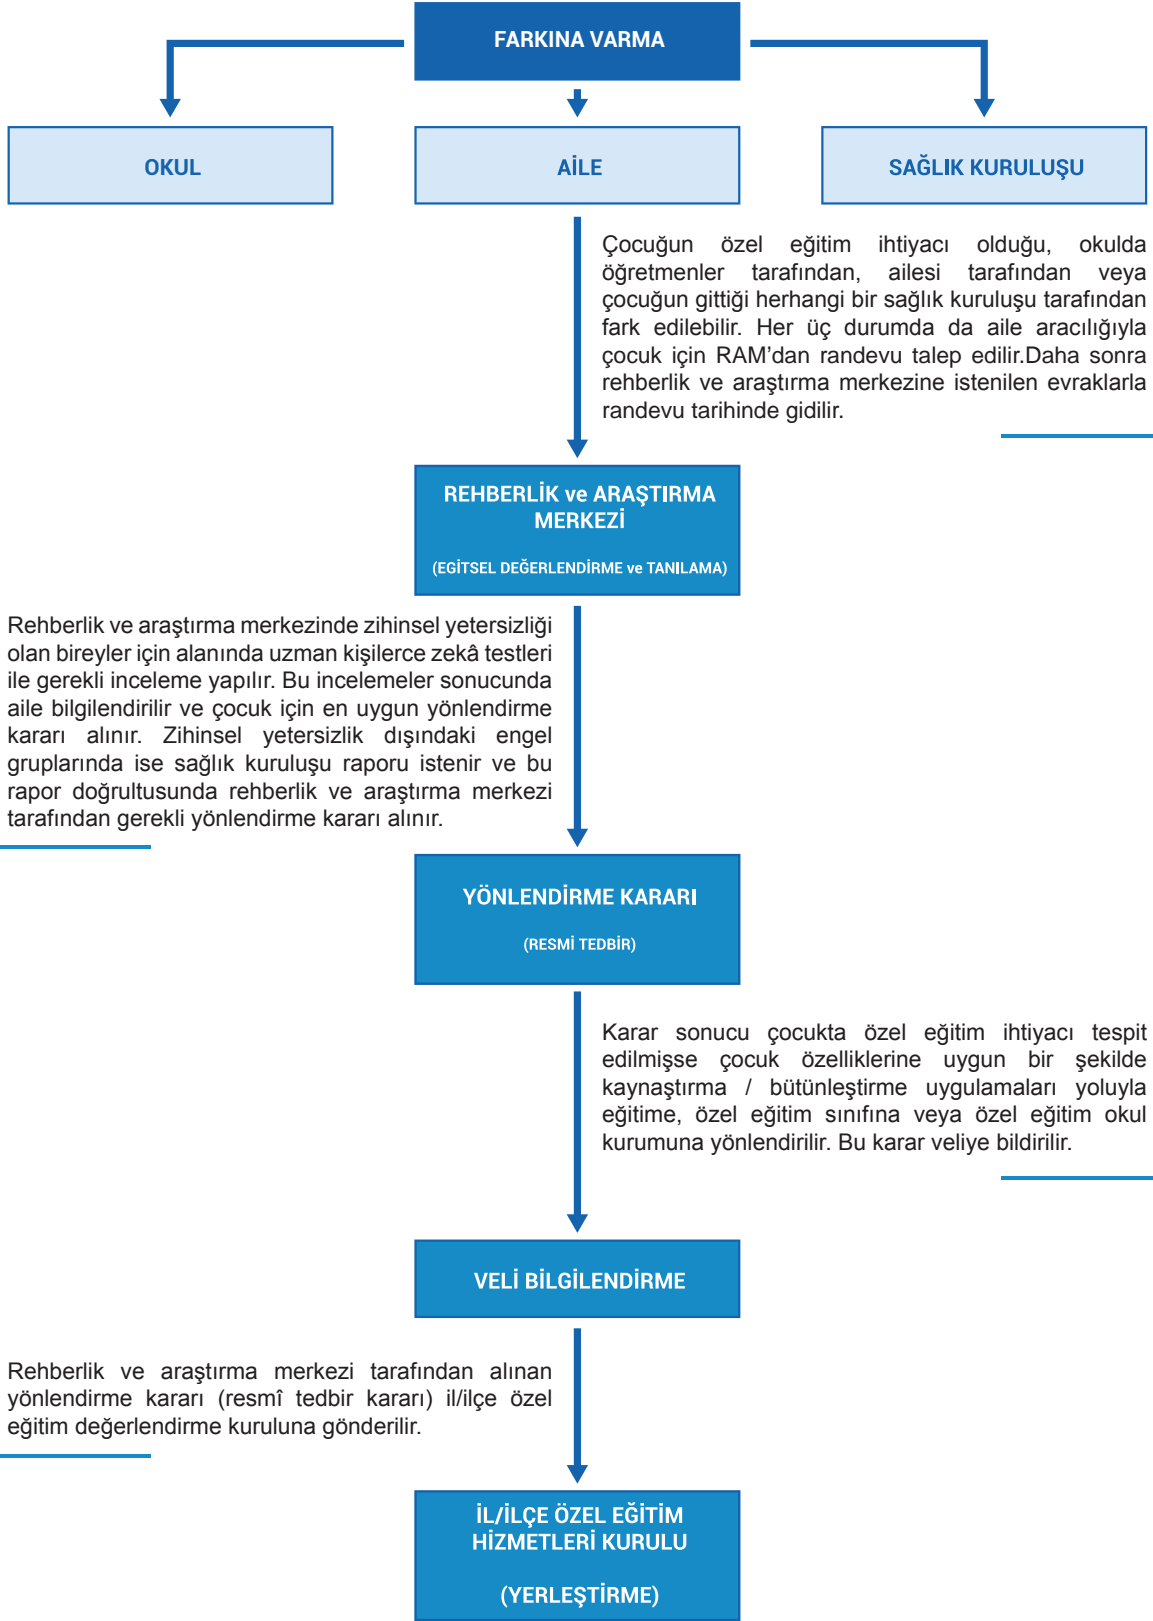 FARKINA VARMA
OKUL
AİLE
SAĞLIK KURULUŞU
Çocuğun özel eğitim ihtiyacı olduğu, okulda
öğretmenler tarafından, ailesi tarafından veya
çocuğun gittiği herhangi bir sağlık kuruluşu tarafından
fark edilebilir. Her üç durumda da aile aracılığıyla
çocuk için RAM’dan randevu talep edilir.Daha sonra
rehberlik ve araştırma merkezine istenilen evraklarla
randevu tarihinde gidilir.
REHBERLİK ve ARAŞTIRMA
MERKEZİ
(EGİTSEL DEĞERLENDİRME ve TANILAMA)
Rehberlik ve araştırma merkezinde zihinsel yetersizliği
olan bireyler için alanında uzman kişilerce zekâ testleri
ile gerekli inceleme yapılır. Bu incelemeler sonucunda
aile bilgilendirilir ve çocuk için en uygun yönlendirme
kararı alınır. Zihinsel yetersizlik dışındaki engel
gruplarında ise sağlık kuruluşu raporu istenir ve bu
rapor doğrultusunda rehberlik ve araştırma merkezi
tarafından gerekli yönlendirme kararı alınır.
YÖNLENDİRME KARARI
(RESMİ TEDBİR)
Karar sonucu çocukta özel eğitim ihtiyacı tespit
edilmişse çocuk özelliklerine uygun bir şekilde
kaynaştırma / bütünleştirme uygulamaları yoluyla
eğitime, özel eğitim sınıfına veya özel eğitim okul
kurumuna yönlendirilir. Bu karar veliye bildirilir.
VELİ BİLGİLENDİRME
Rehberlik ve araştırma merkezi tarafından alınan
yönlendirme kararı (resmî tedbir kararı) il/ilçe özel
eğitim değerlendirme kuruluna gönderilir.
İL/İLÇE ÖZEL EĞİTİM
HİZMETLERİ KURULU
(YERLEŞTİRME)